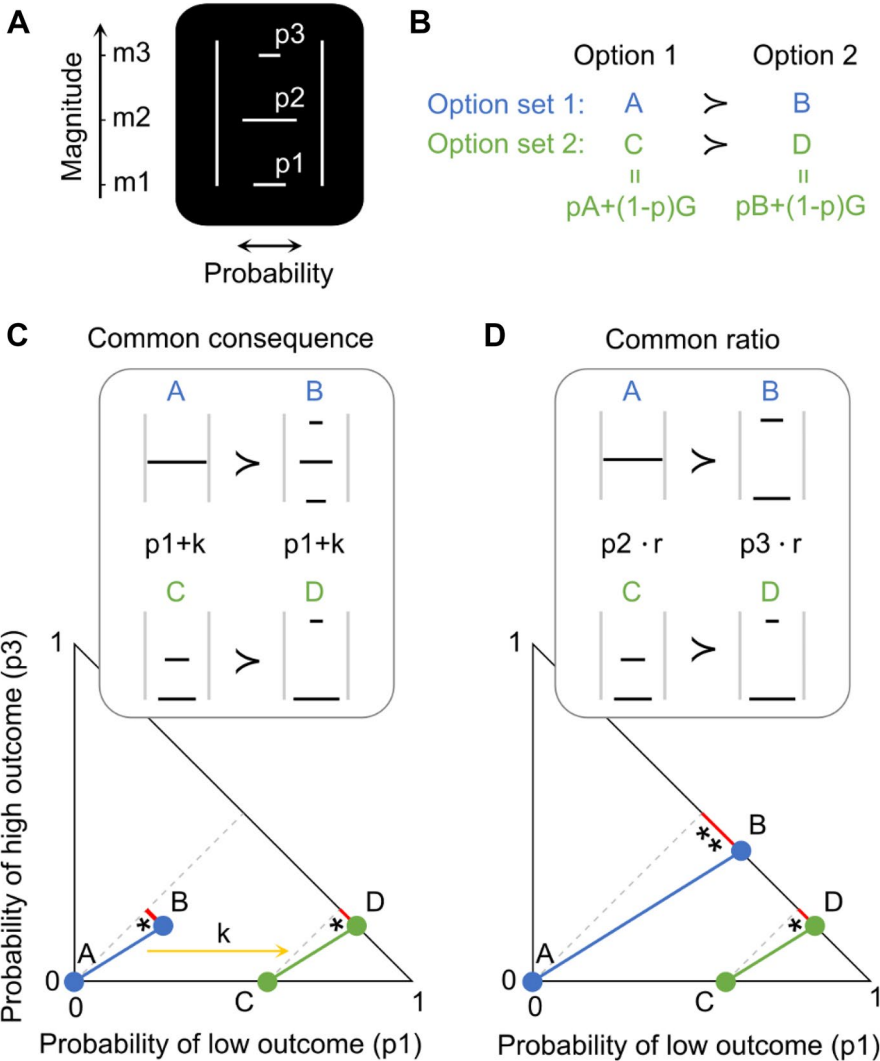 A
Magnitude
m3
m2
m1
p3
p2
p1
Probability
B
Option 1 Option 2
Option set 1: A ≻ B
Option set 2: C ≻ D
= =
pA+(1-p)G pB+(1-p)G
C Common consequence
A B
≻
p1+k p1+k
C D
≻
Probability of high outcome (p3)
1
B
D
*
*
k
A
0
C
0
1
Probability of low outcome (p1)
D Common ratio
A B
≻
p2 · r p3 · r
C D
≻
1
B
**
D
*
A
0
C
0
1
Probability of low outcome (p1)